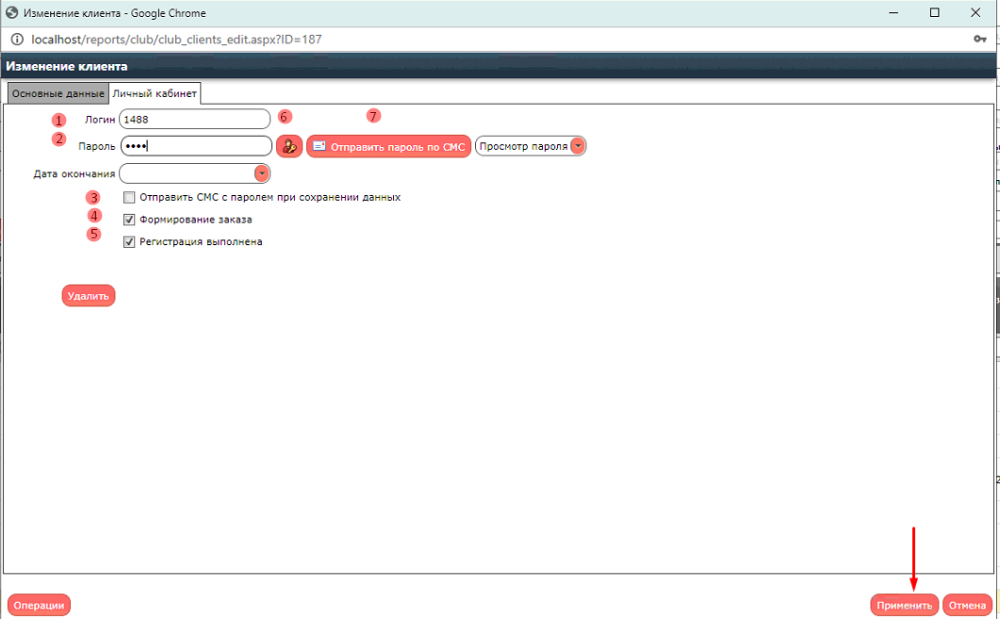 Изменение клиента - Google Chrome
localhost/reports/club/club_clients_edit.aspx?ID=187
Изменение клиента
Основные данные Личный кабинет
1 Логин 1488 6 7
2 Пароль •••• Отправить пароль по СМС Просмотр пароля
Дата окончания
3 Отправить СМС с паролем при сохранении данных
4 Формирование заказа
5 Регистрация выполнена
Удалить
Операции Применить Отмена